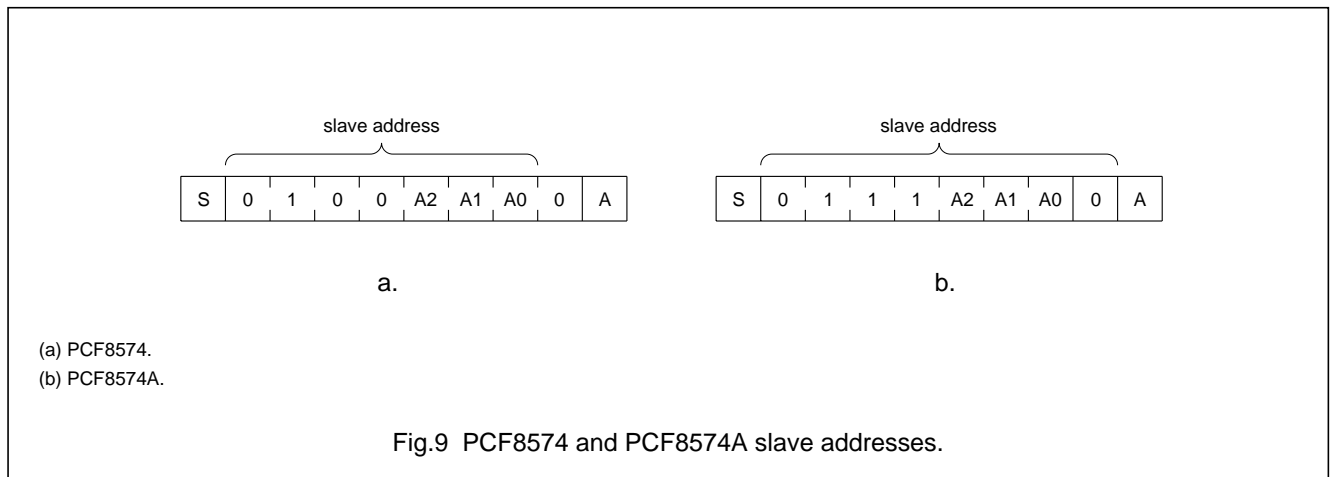 slave address
S 0 1 0 0 A2 A1 A0 0 A
a.
slave address
S 0 1 1 1 A2 A1 A0 0 A
b.
(a) PCF8574.
(b) PCF8574A.
Fig.9 PCF8574 and PCF8574A slave addresses.